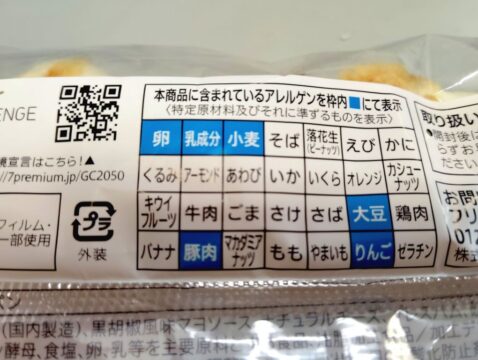 ENGE
本商品に含まれているアレルゲンを枠内■にて表示
〈特定原材料及びそれに準ずるものを表示〉
卵 乳成分 小麦 そば 落花生(ピーナッツ) えび かに
くるみ アーモンド あわび いか いくら オレンジ カシューナッツ
キウイフルーツ 牛肉 ごま さけ さば 大豆 鶏肉
バナナ 豚肉 マカダミアナッツ もも やまいも りんご ゼラチン
境宣言はこちら!▲
/7premium.jp/GC2050
フィルム・
一部使用
プラ
外装
取り扱い
●開封後に
らずお
ください
お問
フリ
012
株式
(国内製造)、黒胡椒風味マヨソース、
酵母、食塩、卵、乳等を主要原料と